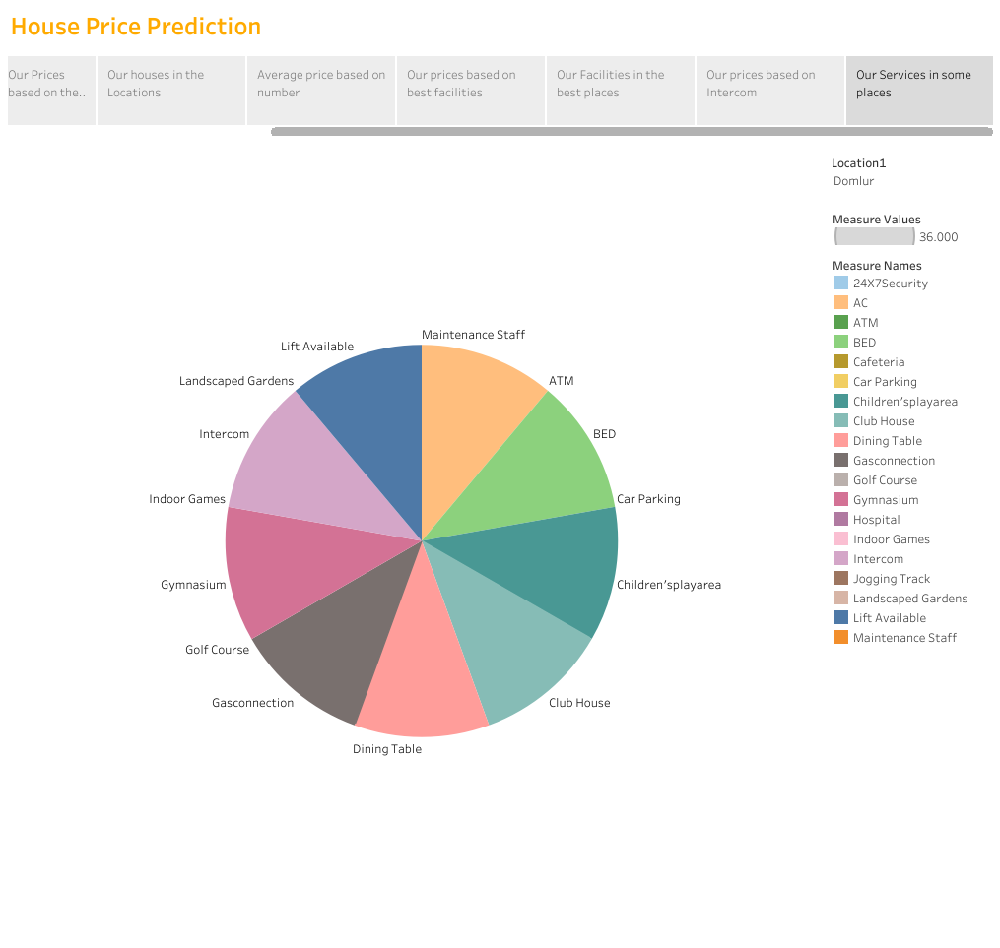 House Price Prediction
Our Prices
based on the..
Our houses in the
Locations
Average price based on
number
Our prices based on
best facilities
Our Facilities in the
best places
Our prices based on
Intercom
Our Services in some
places
Location1
Domlur
Measure Values
36.000
Measure Names
24X7Security
AC
ATM
BED
Cafeteria
Car Parking
Children'splayarea
Club House
Dining Table
Gasconnection
Golf Course
Gymnasium
Hospital
Indoor Games
Intercom
Jogging Track
Landscaped Gardens
Lift Available
Maintenance Staff
Maintenance Staff
Lift Available
ATM
Landscaped Gardens
BED
Intercom
Car Parking
Indoor Games
Children'splayarea
Gymnasium
Golf Course
Club House
Gasconnection
Dining Table